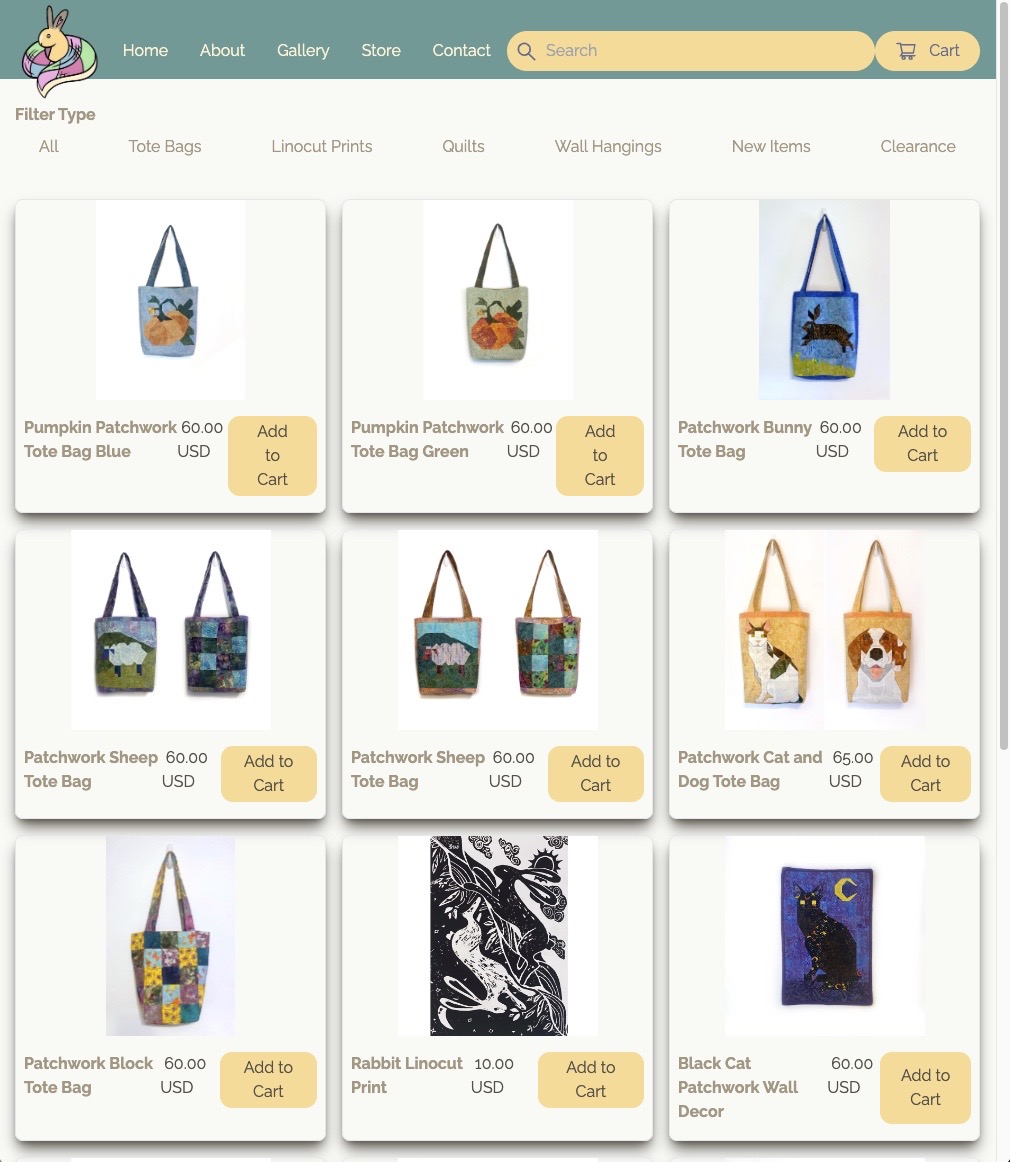 Home About Gallery Store Contact Search Cart
Filter Type
All Tote Bags Linocut Prints Quilts Wall Hangings New Items Clearance
Pumpkin Patchwork
Tote Bag Blue
60.00
USD
Add
to
Cart
Pumpkin Patchwork
Tote Bag Green
60.00
USD
Add
to
Cart
Patchwork Bunny
Tote Bag
60.00
USD
Add to
Cart
Patchwork Sheep
Tote Bag
60.00
USD
Add to
Cart
Patchwork Sheep
Tote Bag
60.00
USD
Add to
Cart
Patchwork Cat and
Dog Tote Bag
65.00
USD
Add to
Cart
Patchwork Block
Tote Bag
60.00
USD
Add to
Cart
Rabbit Linocut
Print
10.00
USD
Add to
Cart
Black Cat
Patchwork Wall
Decor
60.00
USD
Add to
Cart